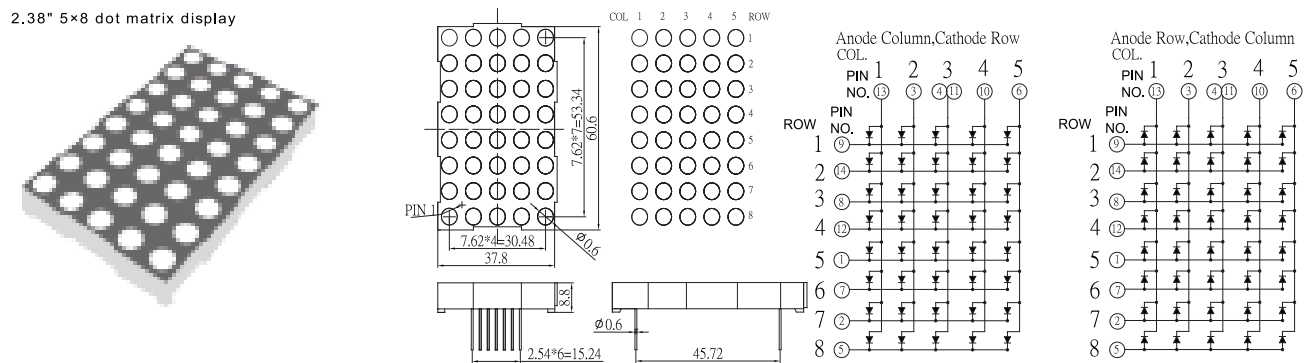 2.38" 5×8 dot matrix display
COL 1 2 3 4 5 ROW
1
2
3
4
5
6
7
8
7.62*7=53.34
60.6
PIN 1
7.62*4=30.48
37.8
Ø0.6
8.8
2.54*6=15.24
Ø0.6
45.72
Anode Column,Cathode Row
COL. 1 2 3 4 5
PIN NO. 13 3 4 11 10 6
ROW PIN NO.
1 9
2 14
3 8
4 12
5 1
6 7
7 2
8 5
Anode Row,Cathode Column
COL. 1 2 3 4 5
PIN NO. 13 3 4 11 10 6
ROW PIN NO.
1 9
2 14
3 8
4 12
5 1
6 7
7 2
8 5